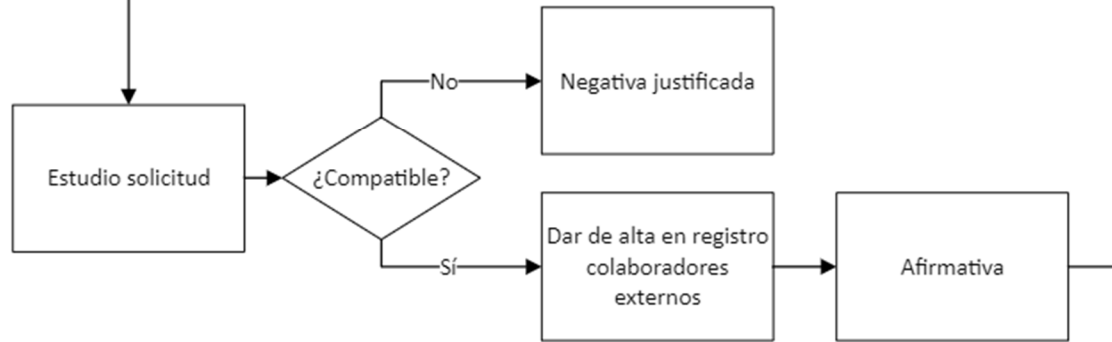 No
Negativa justificada
Estudio solicitud
¿Compatible?
Sí
Dar de alta en registro
colaboradores
externos
Afirmativa